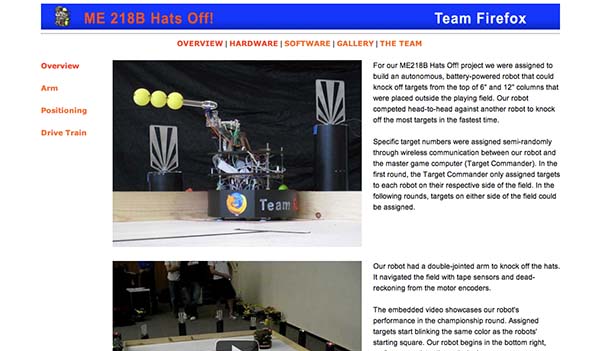 ME 218B Hats Off!
Team Firefox
OVERVIEW | HARDWARE | SOFTWARE | GALLERY | THE TEAM
Overview
Arm
Positioning
Drive Train
Team
For our ME218B Hats Off! project we were assigned to
build an autonomous, battery-powered robot that could
knock off targets from the top of 6" and 12" columns that
were placed outside the playing field. Our robot
competed head-to-head against another robot to knock
off the most targets in the fastest time.
Specific target numbers were assigned semi-randomly
through wireless communication between our robot and
the master game computer (Target Commander). In the
first round, the Target Commander only assigned targets
to each robot on their respective side of the field. In the
following rounds, targets on either side of the field could
be assigned.
Our robot had a double-jointed arm to knock off the hats.
It navigated the field with tape sensors and dead-
reckoning from the motor encoders.
The embedded video showcases our robot's
performance in the championship round. Assigned
targets start blinking the same color as the robots'
starting square. Our robot begins in the bottom right,